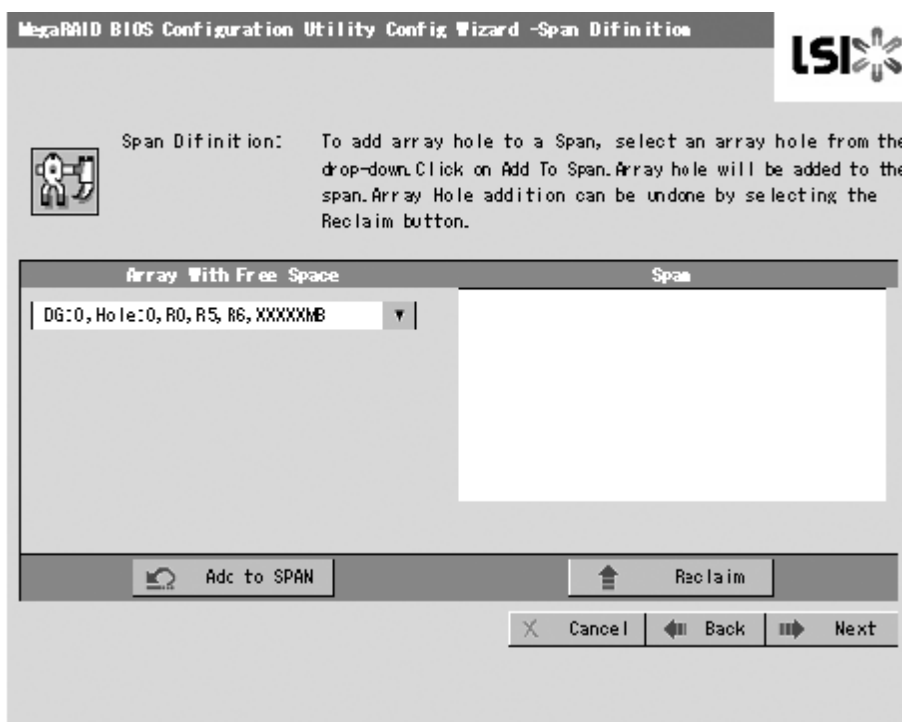 MegaRAID BIOS Configuration Utility Config Wizard -Span Difinition
LSI
Span Difinition:
To add array hole to a Span, select an array hole from the
drop-down.Click on Add To Span.Array hole will be added to the
span.Array Hole addition can be undone by selecting the
Reclaim button.
Array With Free Space
Span
DG:0,Hole:0,R0,R5,R6,XXXXXMB
Add to SPAN
Reclaim
X Cancel
Back
Next